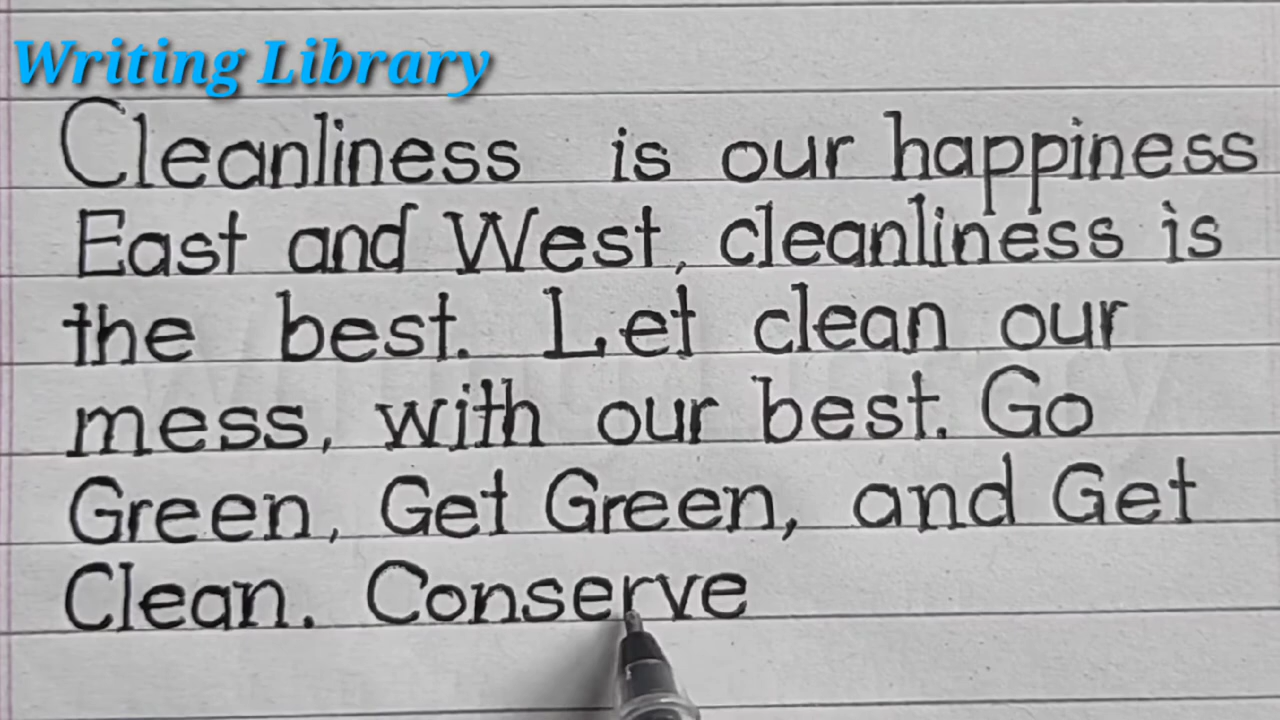 Writing Library
Cleanliness is our happiness
East and West, cleanliness is
the best. Let clean our
mess, with our best. Go
Green, Get Green, and Get
Clean. Conserve